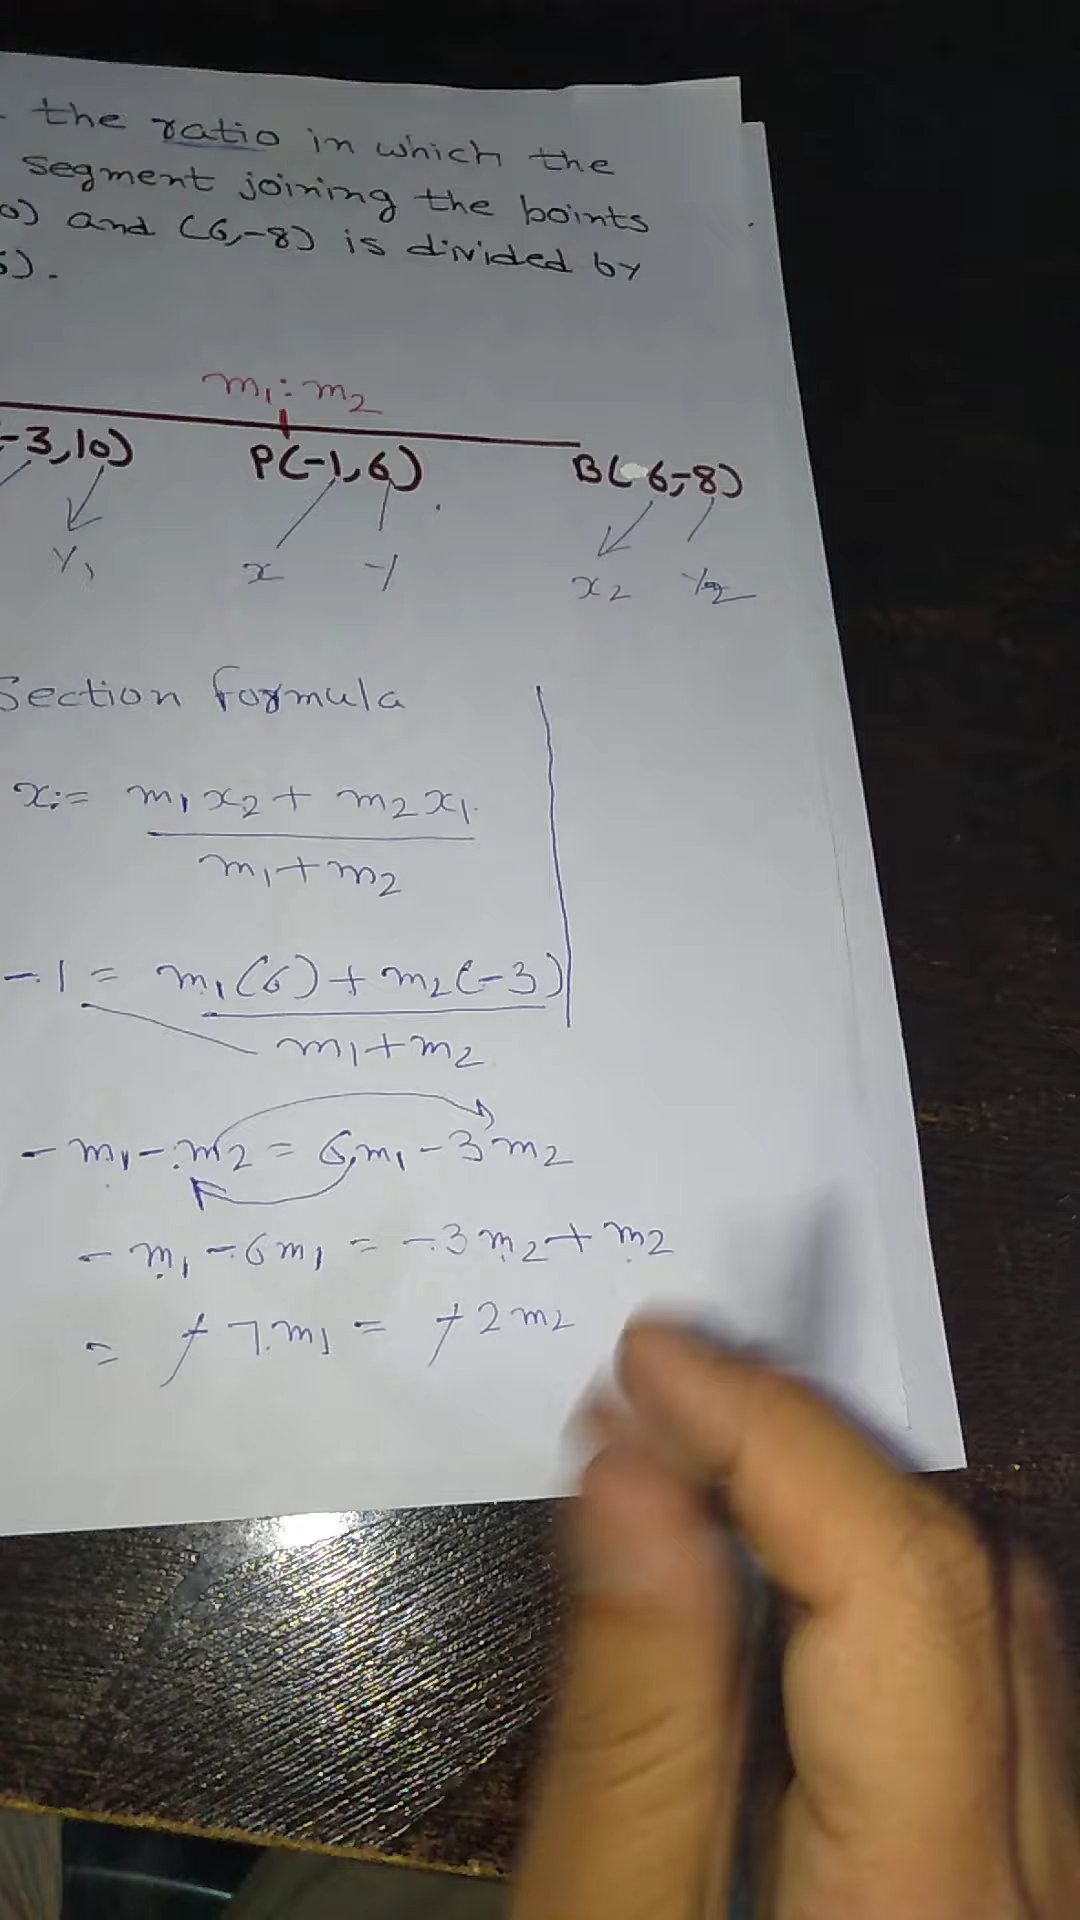 the ratio in which the
segment joining the points
0) and (6,-8) is divided by
6).
m₁ : m₂
-3,10) P(-1,6) B(6,-8)
y₁ x y x₂ y₂
Section formula
x = m₁x₂ + m₂x₁
m₁+m₂
-1 = m₁(6) + m₂(-3)
m₁+m₂
-m₁-m₂ = 6m₁-3m₂
-m₁-6m₁ = -3m₂+m₂
= +7m₁ = +2m₂